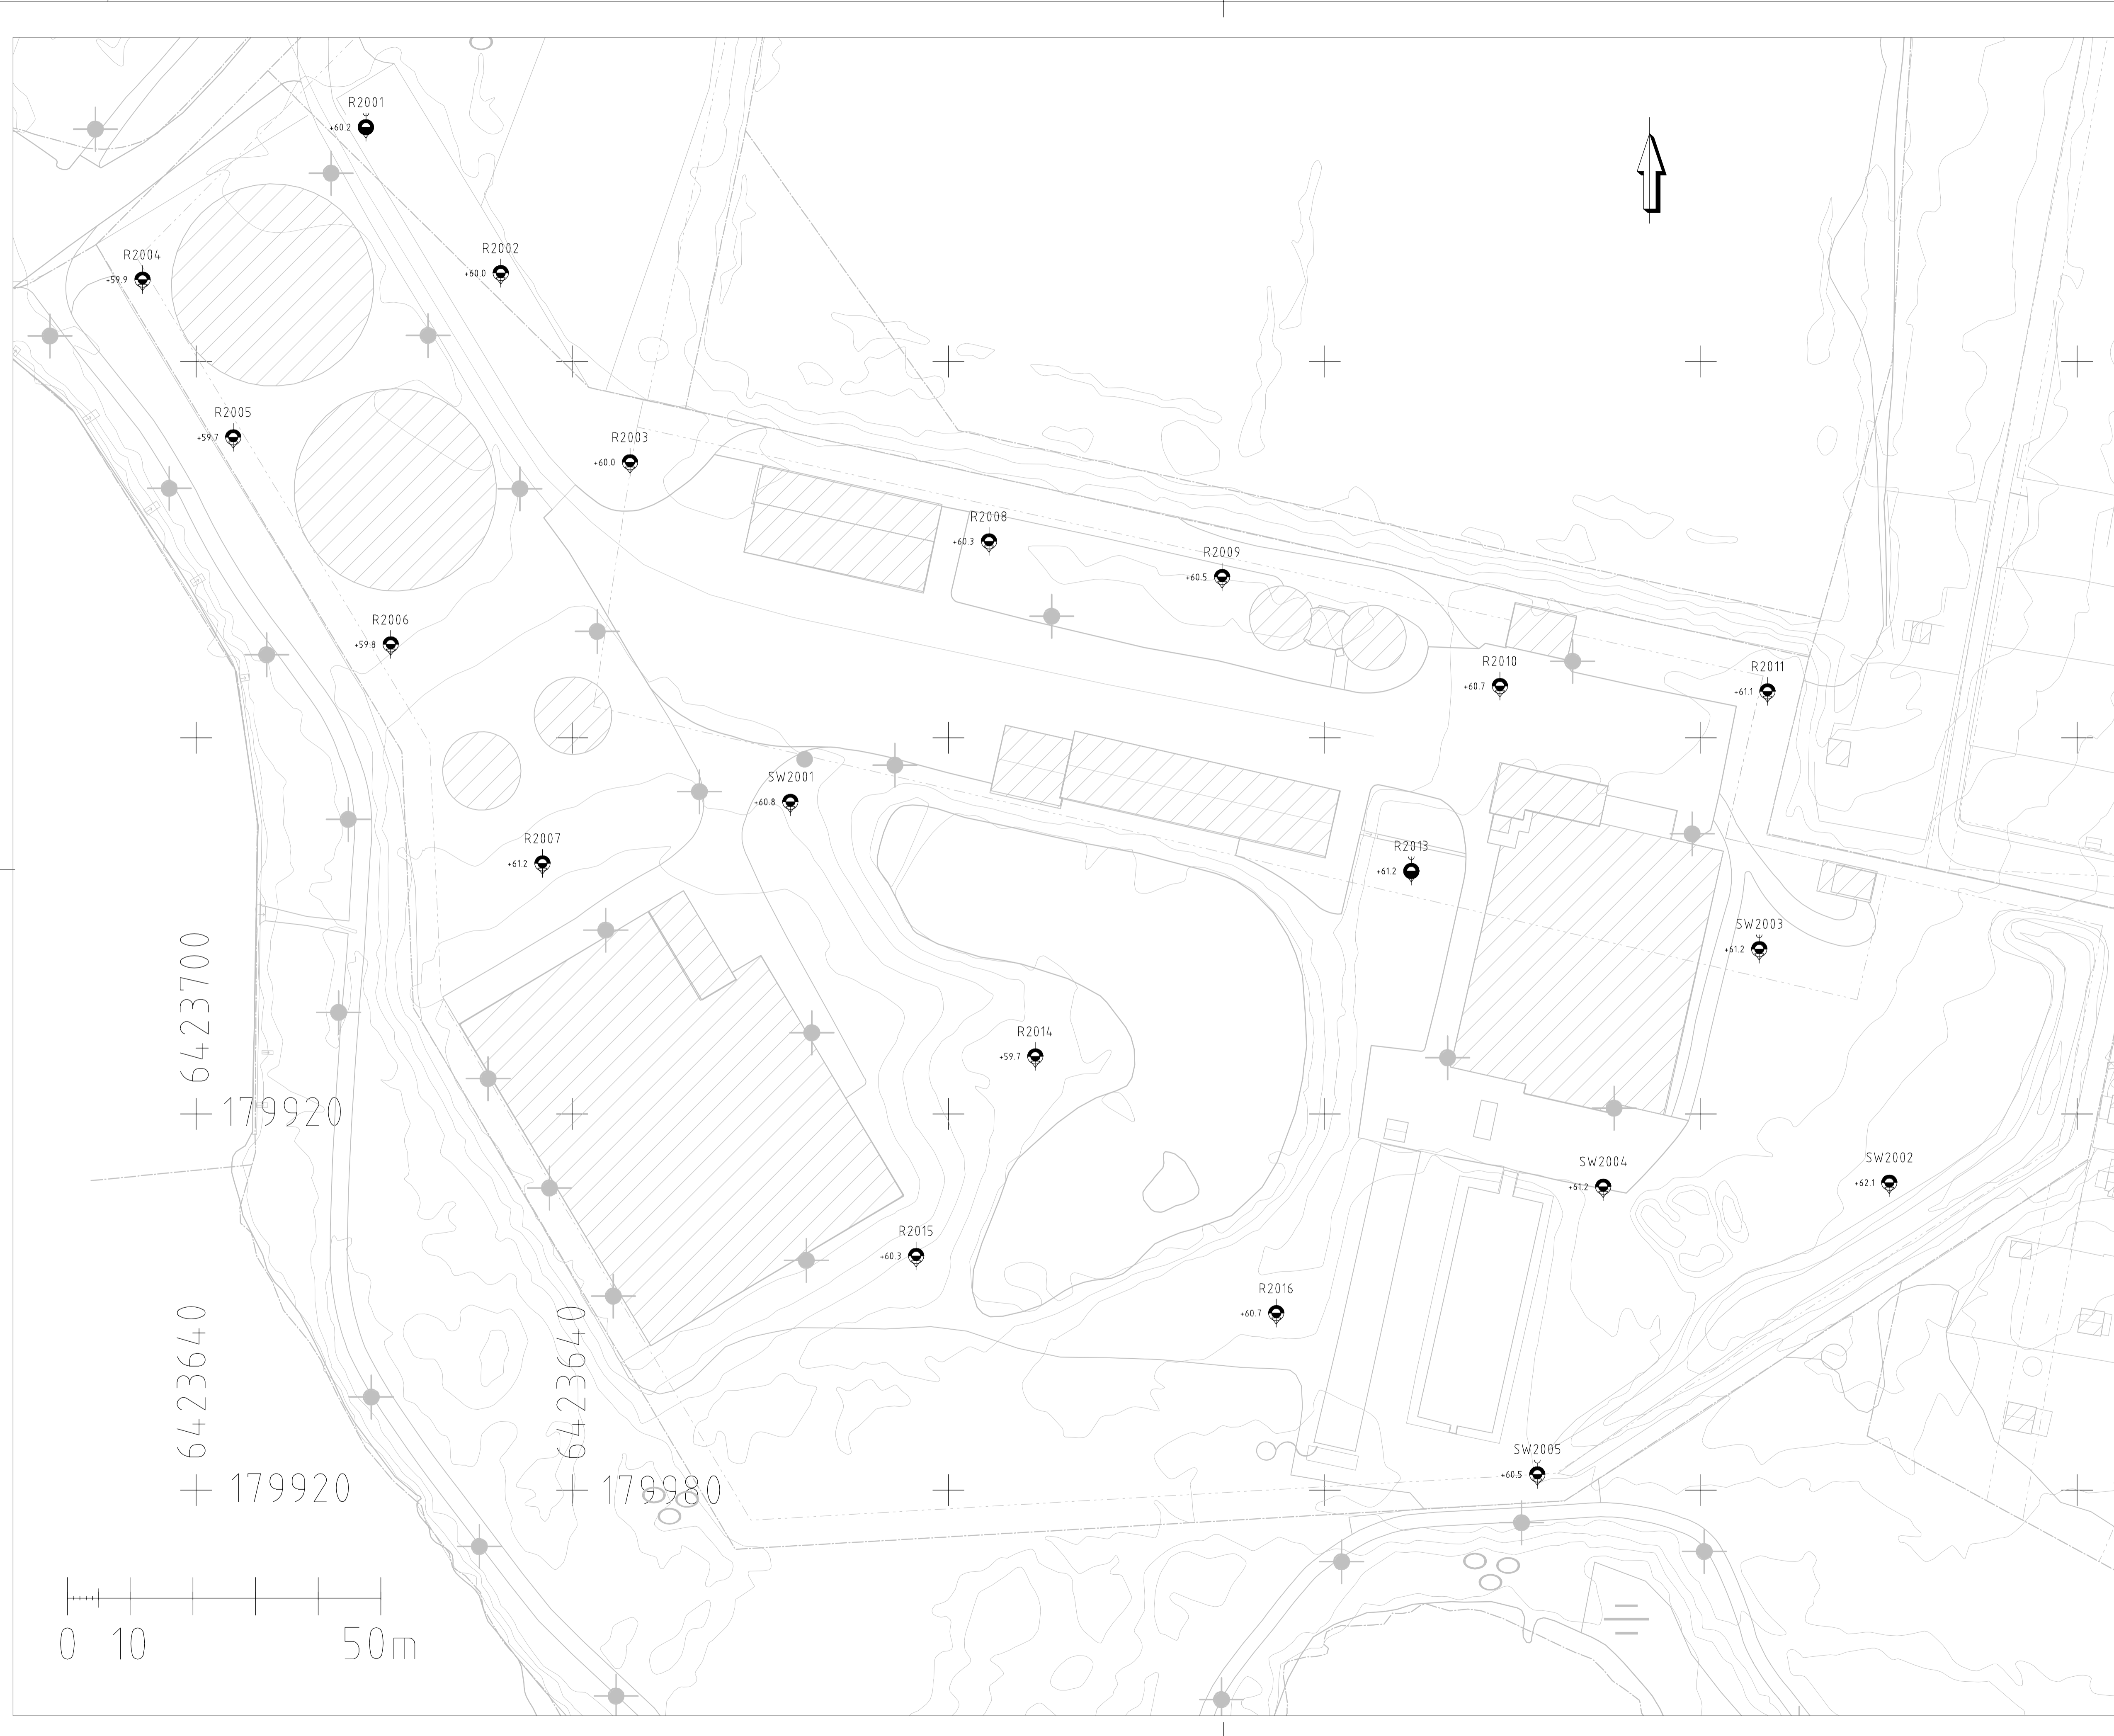 R2001
+60.2
R2002
+60.0
R2004
+59.9
R2005
+59.7
R2003
+60.0
R2008
+60.3
R2009
+60.5
R2006
+59.8
R2010
+60.7
R2011
+61.1
SW2001
+60.8
R2007
+61.2
R2013
+61.2
SW2003
+61.2
R2014
+59.7
6423700
179920
SW2004
+61.2
SW2002
+62.1
R2015
+60.3
R2016
+60.7
6423640
179920
6423640
179980
SW2005
+60.5
0 10 50m